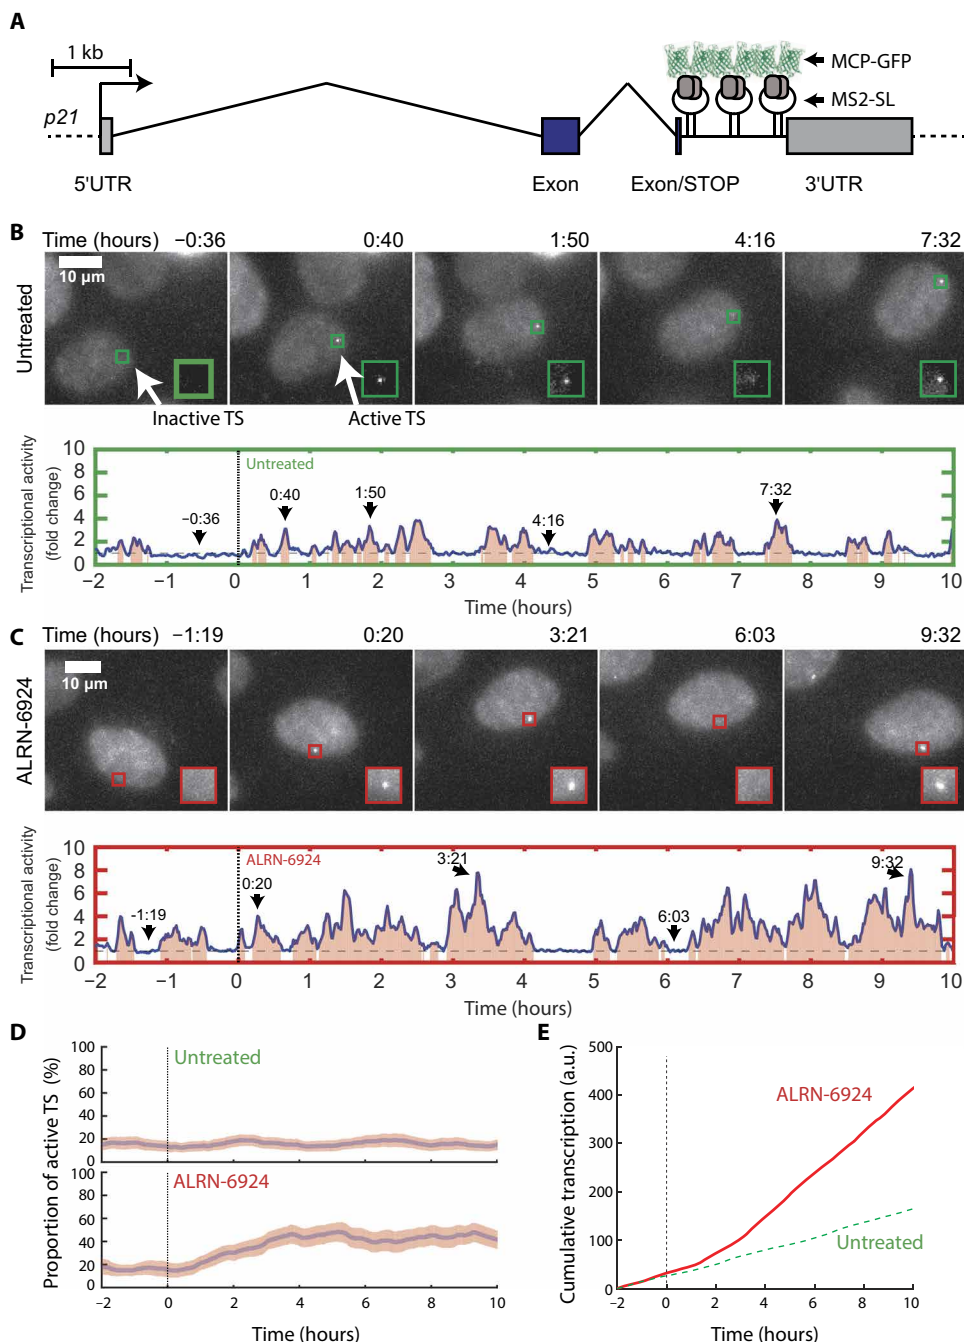 A
1 kb
MCP-GFP
MS2-SL
p21
5'UTR
Exon
Exon/STOP
3'UTR
B
Time (hours) −0:36 0:40 1:50 4:16 7:32
10 µm
Untreated
Inactive TS
Active TS
Transcriptional activity
(fold change)
10
8
6
4
2
0
Untreated
−0:36
0:40
1:50
4:16
7:32
−2 −1 0 1 2 3 4 5 6 7 8 9 10
Time (hours)
C
Time (hours) −1:19 0:20 3:21 6:03 9:32
10 µm
ALRN-6924
Transcriptional activity
(fold change)
10
8
6
4
2
0
ALRN-6924
-1:19
0:20
3:21
6:03
9:32
−2 −1 0 1 2 3 4 5 6 7 8 9 10
Time (hours)
D
Proportion of active TS (%)
100
80
60
40
20
0
Untreated
100
80
60
40
20
0
ALRN-6924
−2 0 2 4 6 8 10
Time (hours)
E
Cumulative transcription (a.u.)
500
400
300
200
100
0
ALRN-6924
Untreated
−2 0 2 4 6 8 10
Time (hours)